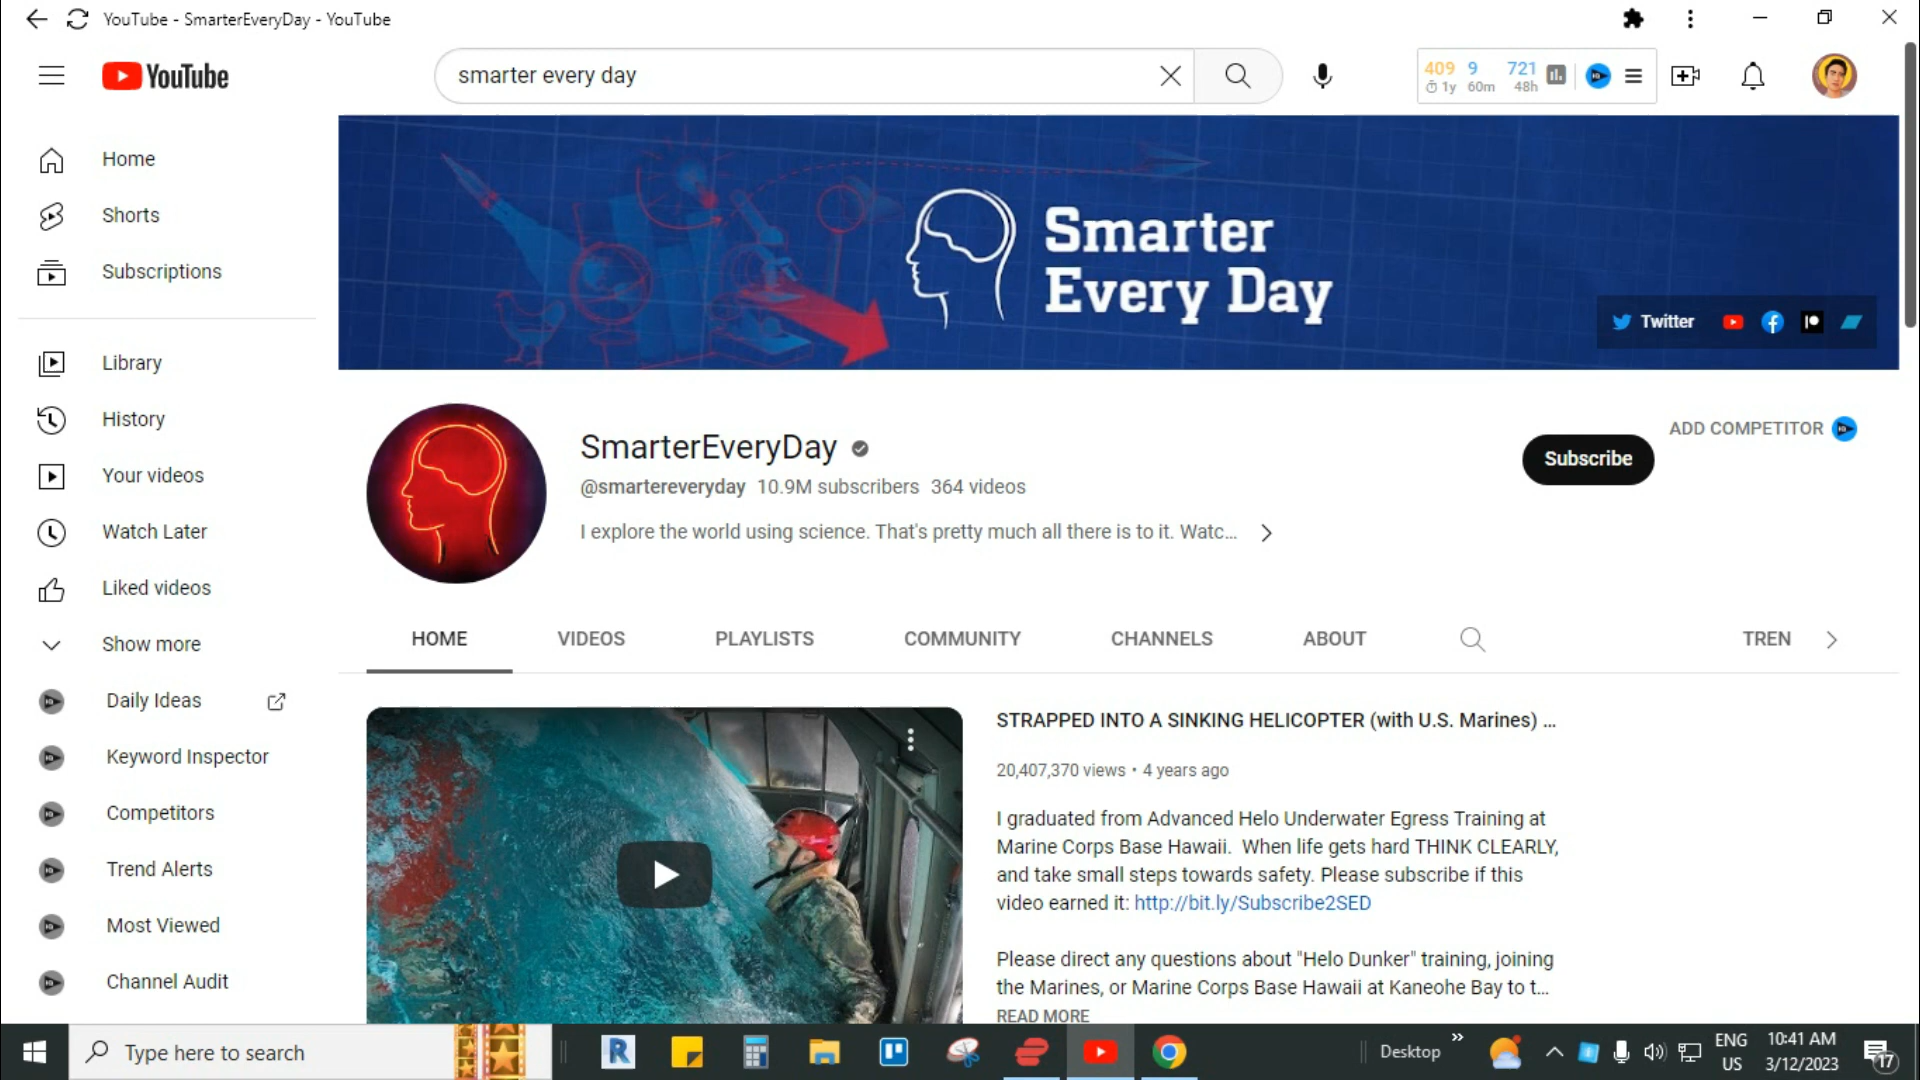 YouTube - SmarterEveryDay - YouTube
YouTube
smarter every day
409 9 721
1y 60m 48h
Home
Shorts
Subscriptions
Library
History
Your videos
Watch Later
Liked videos
Show more
Daily Ideas
Keyword Inspector
Competitors
Trend Alerts
Most Viewed
Channel Audit
Smarter
Every Day
Twitter
SmarterEveryDay
@smartereveryday 10.9M subscribers 364 videos
I explore the world using science. That's pretty much all there is to it. Watc...
Subscribe
ADD COMPETITOR
HOME VIDEOS PLAYLISTS COMMUNITY CHANNELS ABOUT TREN
STRAPPED INTO A SINKING HELICOPTER (with U.S. Marines) ...
20,407,370 views • 4 years ago
I graduated from Advanced Helo Underwater Egress Training at
Marine Corps Base Hawaii. When life gets hard THINK CLEARLY,
and take small steps towards safety. Please subscribe if this
video earned it: http://bit.ly/Subscribe2SED
Please direct any questions about "Helo Dunker" training, joining
the Marines, or Marine Corps Base Hawaii at Kaneohe Bay to t...
READ MORE
Type here to search
R
Desktop
ENG
US
10:41 AM
3/12/2023
17